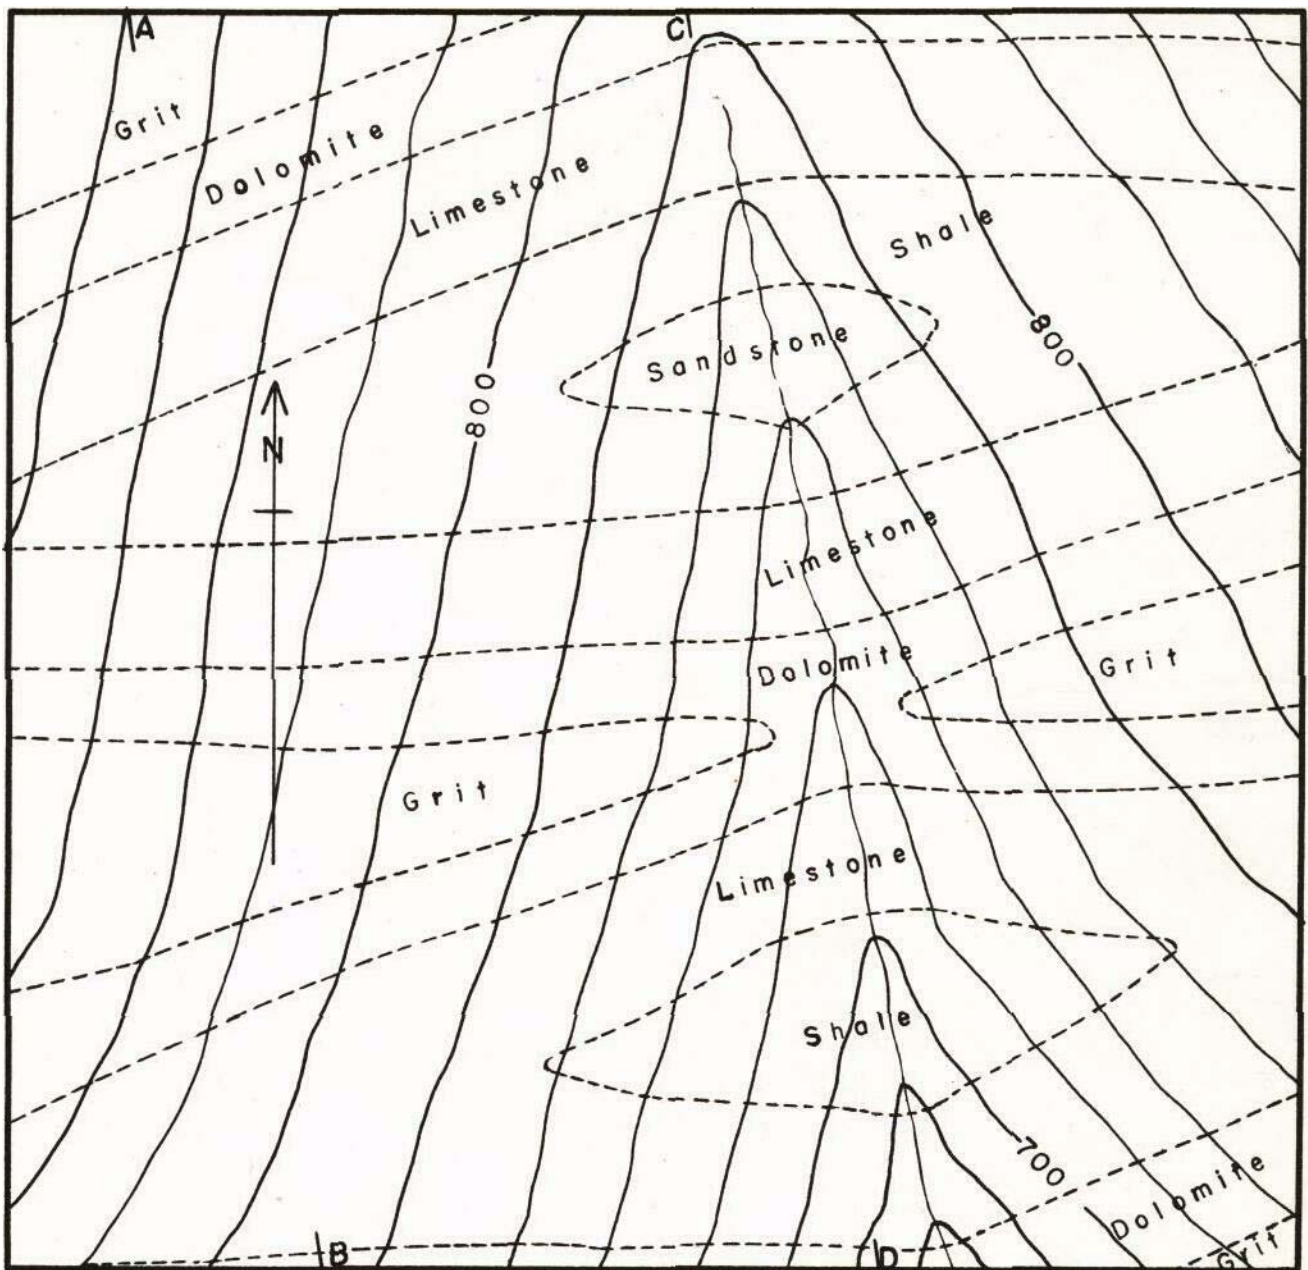 A
C
Grit
Dolomite
Limestone
Shale
800
Sandstone
800
N
Limestone
Dolomite
Grit
Grit
Limestone
Shale
700
Dolomite
B
D
Grit